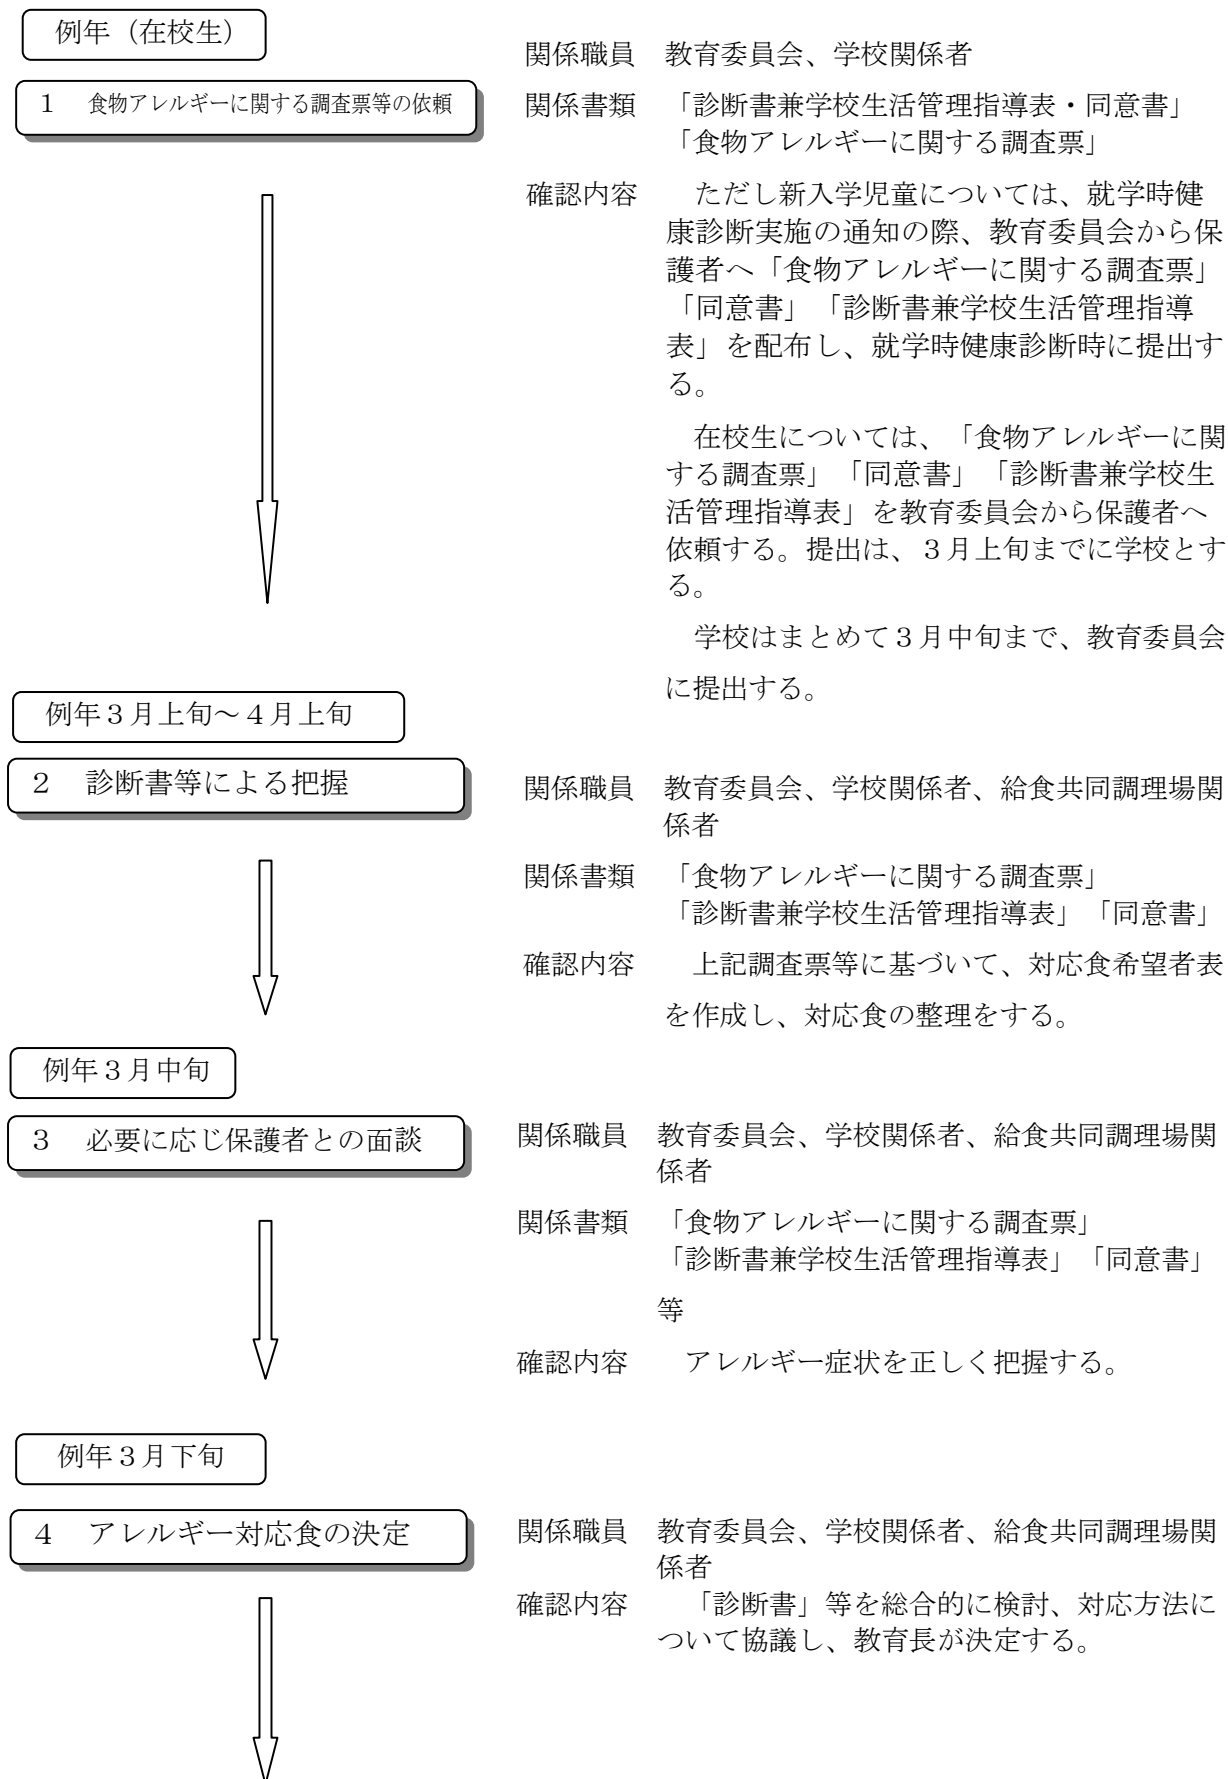 例年（在校生）
関係職員　教育委員会、学校関係者
１　食物アレルギーに関する調査票等の依頼
関係書類　「診断書兼学校生活管理指導表・同意書」
「食物アレルギーに関する調査票」
確認内容　ただし新入学児童については、就学時健
康診断実施の通知の際、教育委員会から保
護者へ「食物アレルギーに関する調査票」
「同意書」「診断書兼学校生活管理指導
表」を配布し、就学時健康診断時に提出す
る。
在校生については、「食物アレルギーに関
する調査票」「同意書」「診断書兼学校生
活管理指導表」を教育委員会から保護者へ
依頼する。提出は、３月上旬までに学校とす
る。
学校はまとめて３月中旬まで、教育委員会
に提出する。
例年３月上旬～４月上旬
２　診断書等による把握
関係職員　教育委員会、学校関係者、給食共同調理場関
係者
関係書類　「食物アレルギーに関する調査票」
「診断書兼学校生活管理指導表」「同意書」
確認内容　上記調査票等に基づいて、対応食希望者表
を作成し、対応食の整理をする。
例年３月中旬
３　必要に応じ保護者との面談
関係職員　教育委員会、学校関係者、給食共同調理場関
係者
関係書類　「食物アレルギーに関する調査票」
「診断書兼学校生活管理指導表」「同意書」
等
確認内容　アレルギー症状を正しく把握する。
例年３月下旬
４　アレルギー対応食の決定
関係職員　教育委員会、学校関係者、給食共同調理場関
係者
確認内容　「診断書」等を総合的に検討、対応方法に
ついて協議し、教育長が決定する。